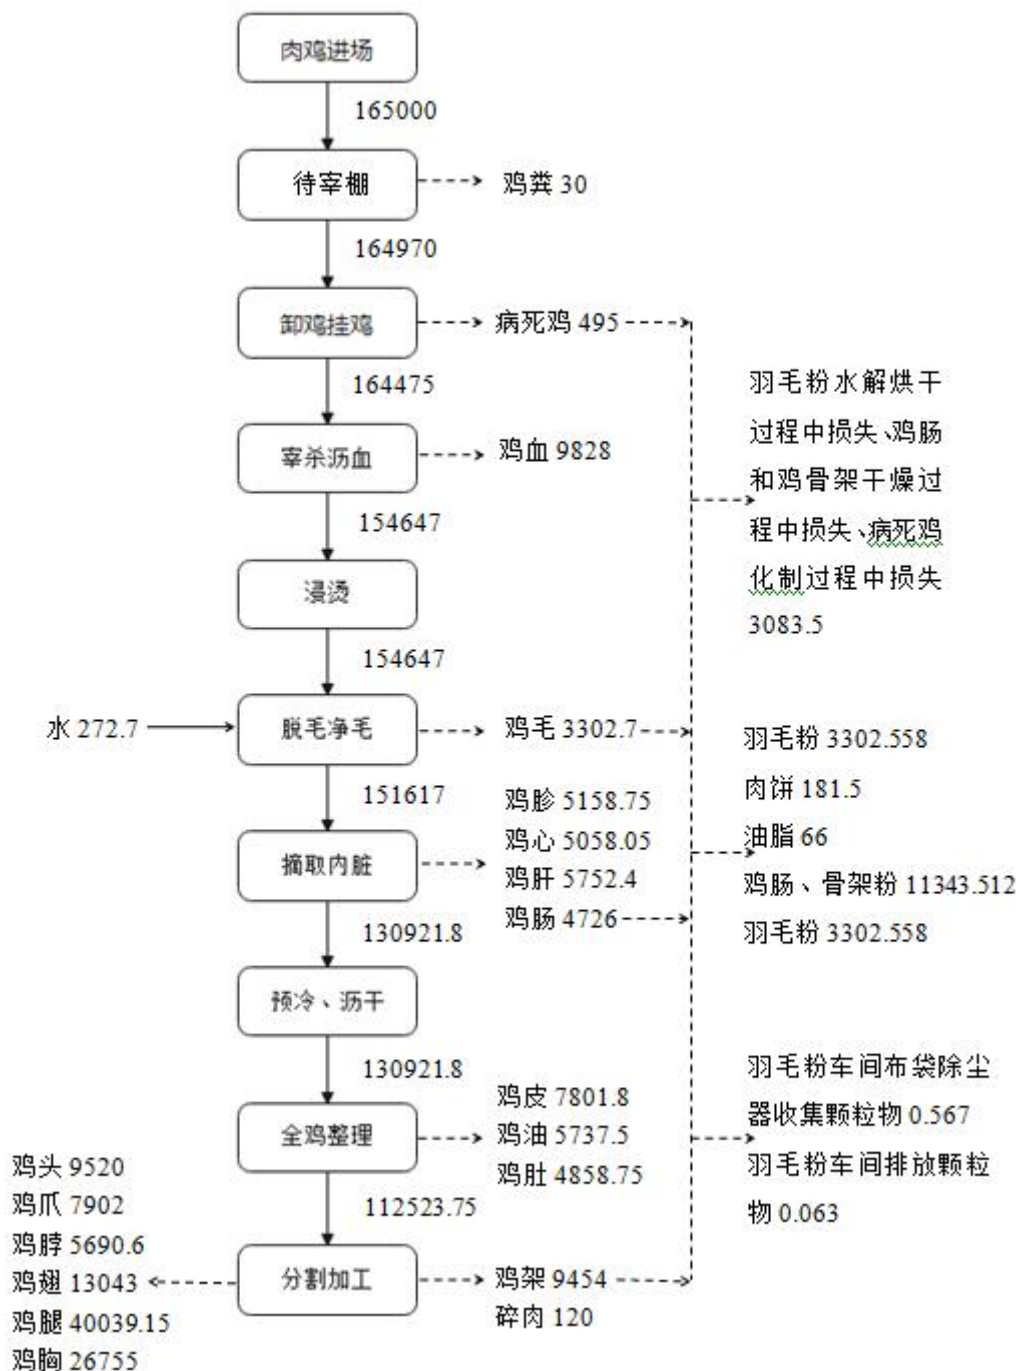 肉鸡进场
165000
待宰棚
鸡粪 30
164970
卸鸡挂鸡
病死鸡 495
164475
宰杀沥血
鸡血 9828
154647
浸烫
154647
水 272.7
脱毛净毛
鸡毛 3302.7
151617
摘取内脏
鸡胗 5158.75
鸡心 5058.05
鸡肝 5752.4
鸡肠 4726
130921.8
预冷、沥干
130921.8
全鸡整理
鸡皮 7801.8
鸡油 5737.5
鸡肚 4858.75
112523.75
分割加工
鸡头 9520
鸡爪 7902
鸡脖 5690.6
鸡翅 13043
鸡腿 40039.15
鸡胸 26755
鸡架 9454
碎肉 120
羽毛粉水解烘干
过程中损失、鸡肠
和鸡骨架干燥过
程中损失、病死鸡
化制过程中损失
3083.5
羽毛粉 3302.558
肉饼 181.5
油脂 66
鸡肠、骨架粉 11343.512
羽毛粉 3302.558
羽毛粉车间布袋除尘
器收集颗粒物 0.567
羽毛粉车间排放颗粒
物 0.063